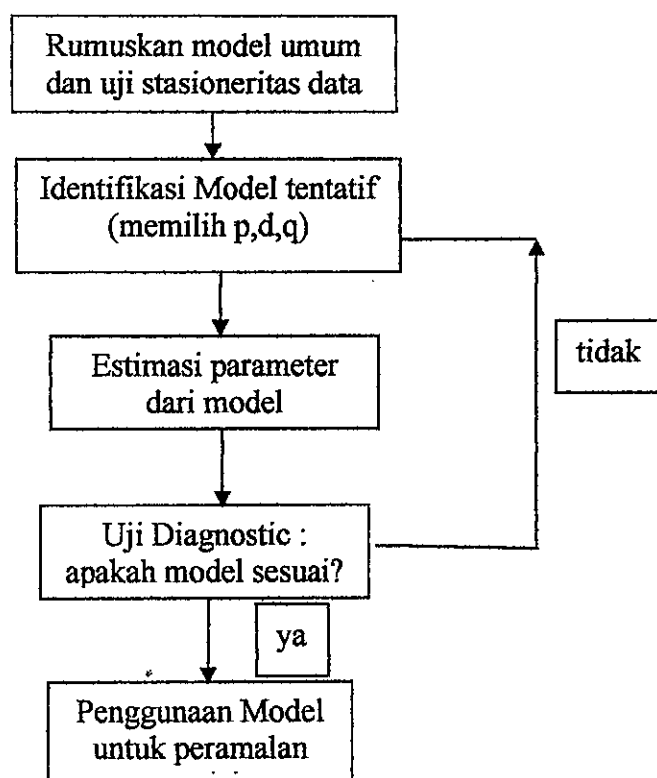 Rumuskan model umum
dan uji stasioneritas data
Identifikasi Model tentatif
(memilih p,d,q)
Estimasi parameter
dari model
tidak
Uji Diagnostic :
apakah model sesuai?
ya
Penggunaan Model
untuk peramalan